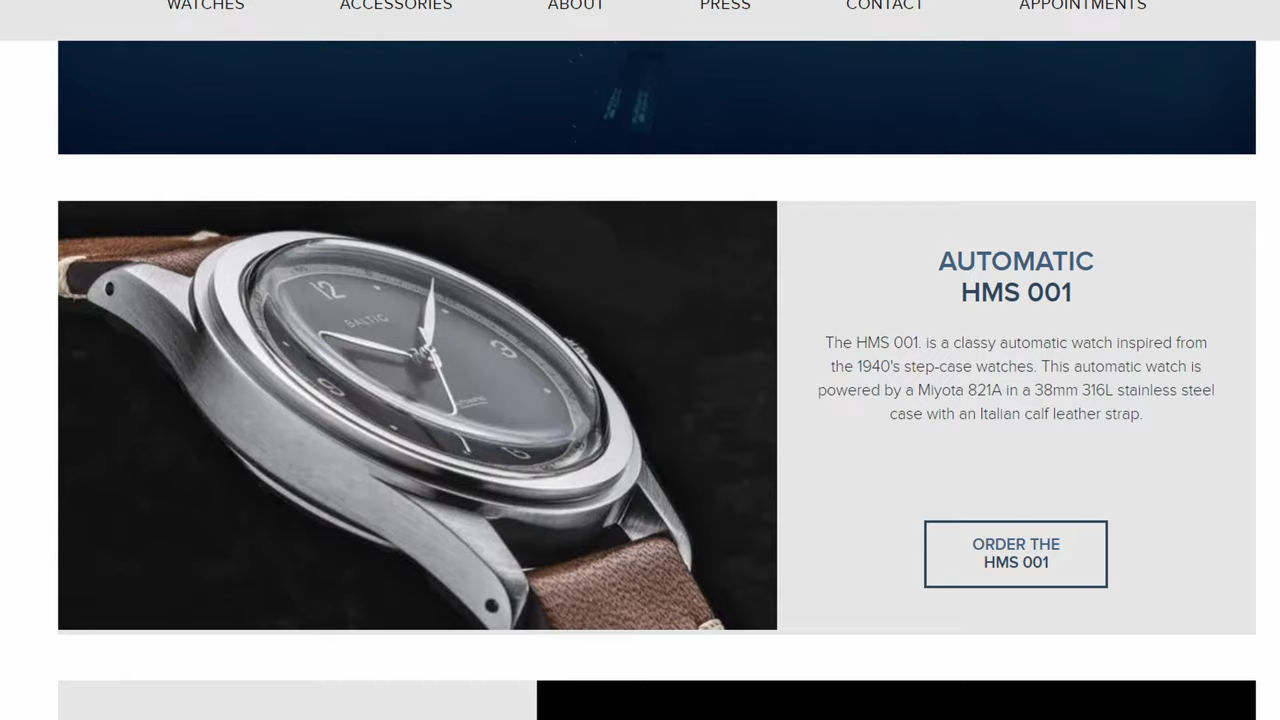 WATCHES ACCESSORIES ABOUT PRESS CONTACT APPOINTMENTS
12
BALTIC
3
9
6
AUTOMATIC
HMS 001
The HMS 001. is a classy automatic watch inspired from
the 1940's step-case watches. This automatic watch is
powered by a Miyota 821A in a 38mm 316L stainless steel
case with an Italian calf leather strap.
ORDER THE
HMS 001